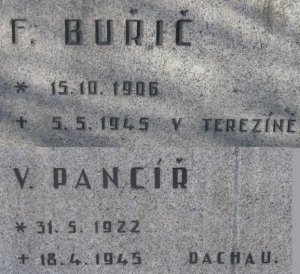 F. BUŘIČ
* 15.10.1906
+ 5.5.1945 V TEREZÍNĚ
V. PANCÍŘ
* 31.5.1922
+ 18.4.1945 DACHAU.